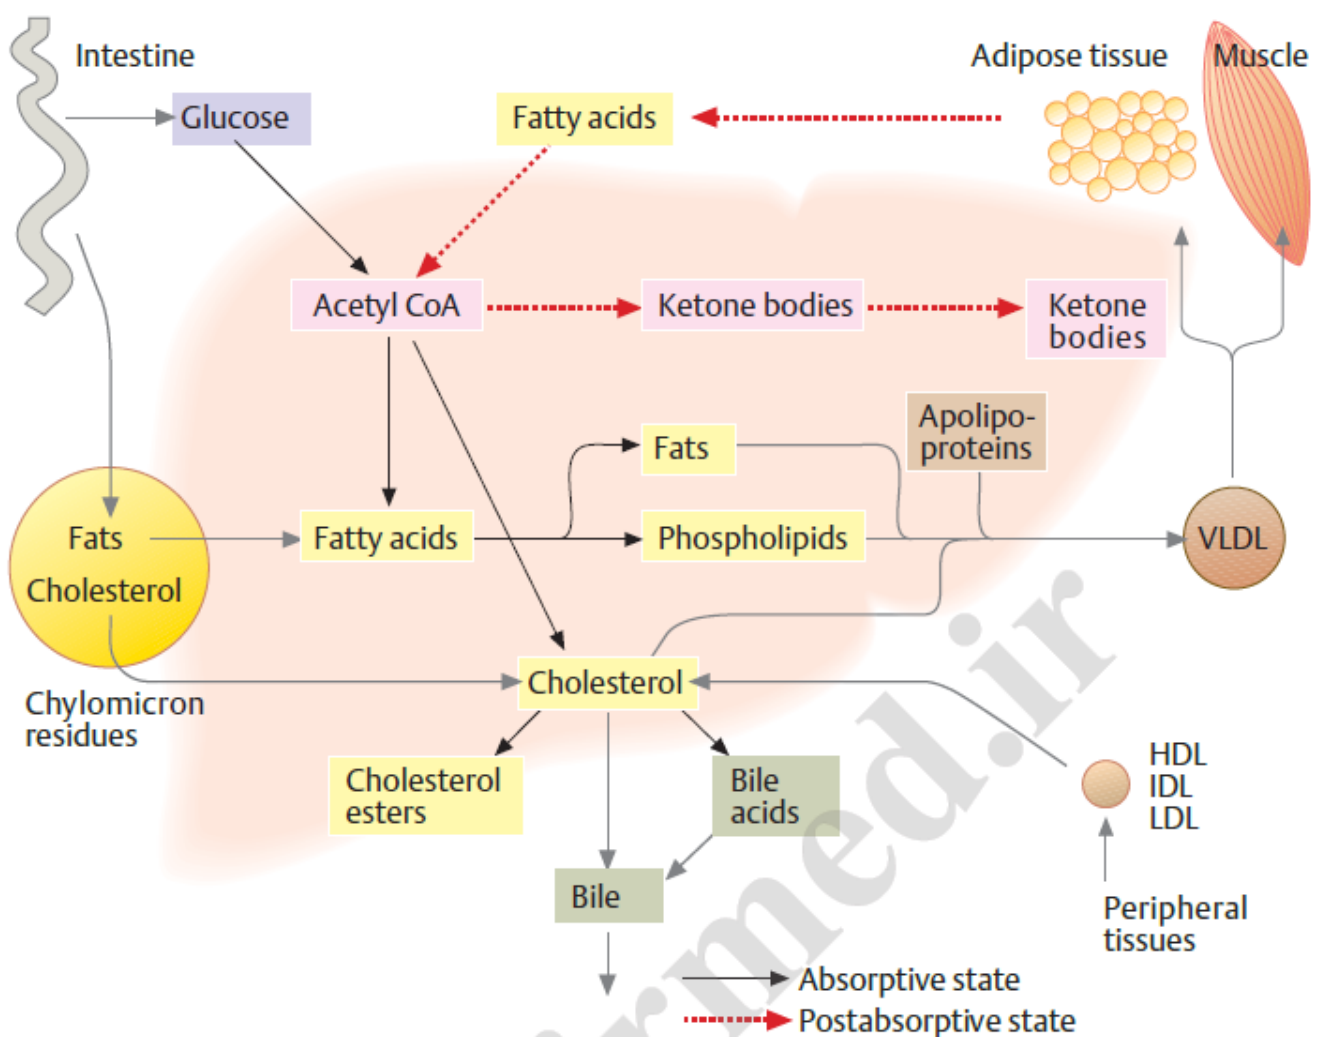 Intestine
Adipose tissue
Muscle
Glucose
Fatty acids
Acetyl CoA
Ketone bodies
Ketone
bodies
Apolipo-
proteins
Fats
Fats
Cholesterol
Fatty acids
Phospholipids
VLDL
Chylomicron
residues
Cholesterol
Cholesterol
esters
Bile
acids
HDL
IDL
LDL
Bile
Peripheral
tissues
Absorptive state
Postabsorptive state
rmed.ir